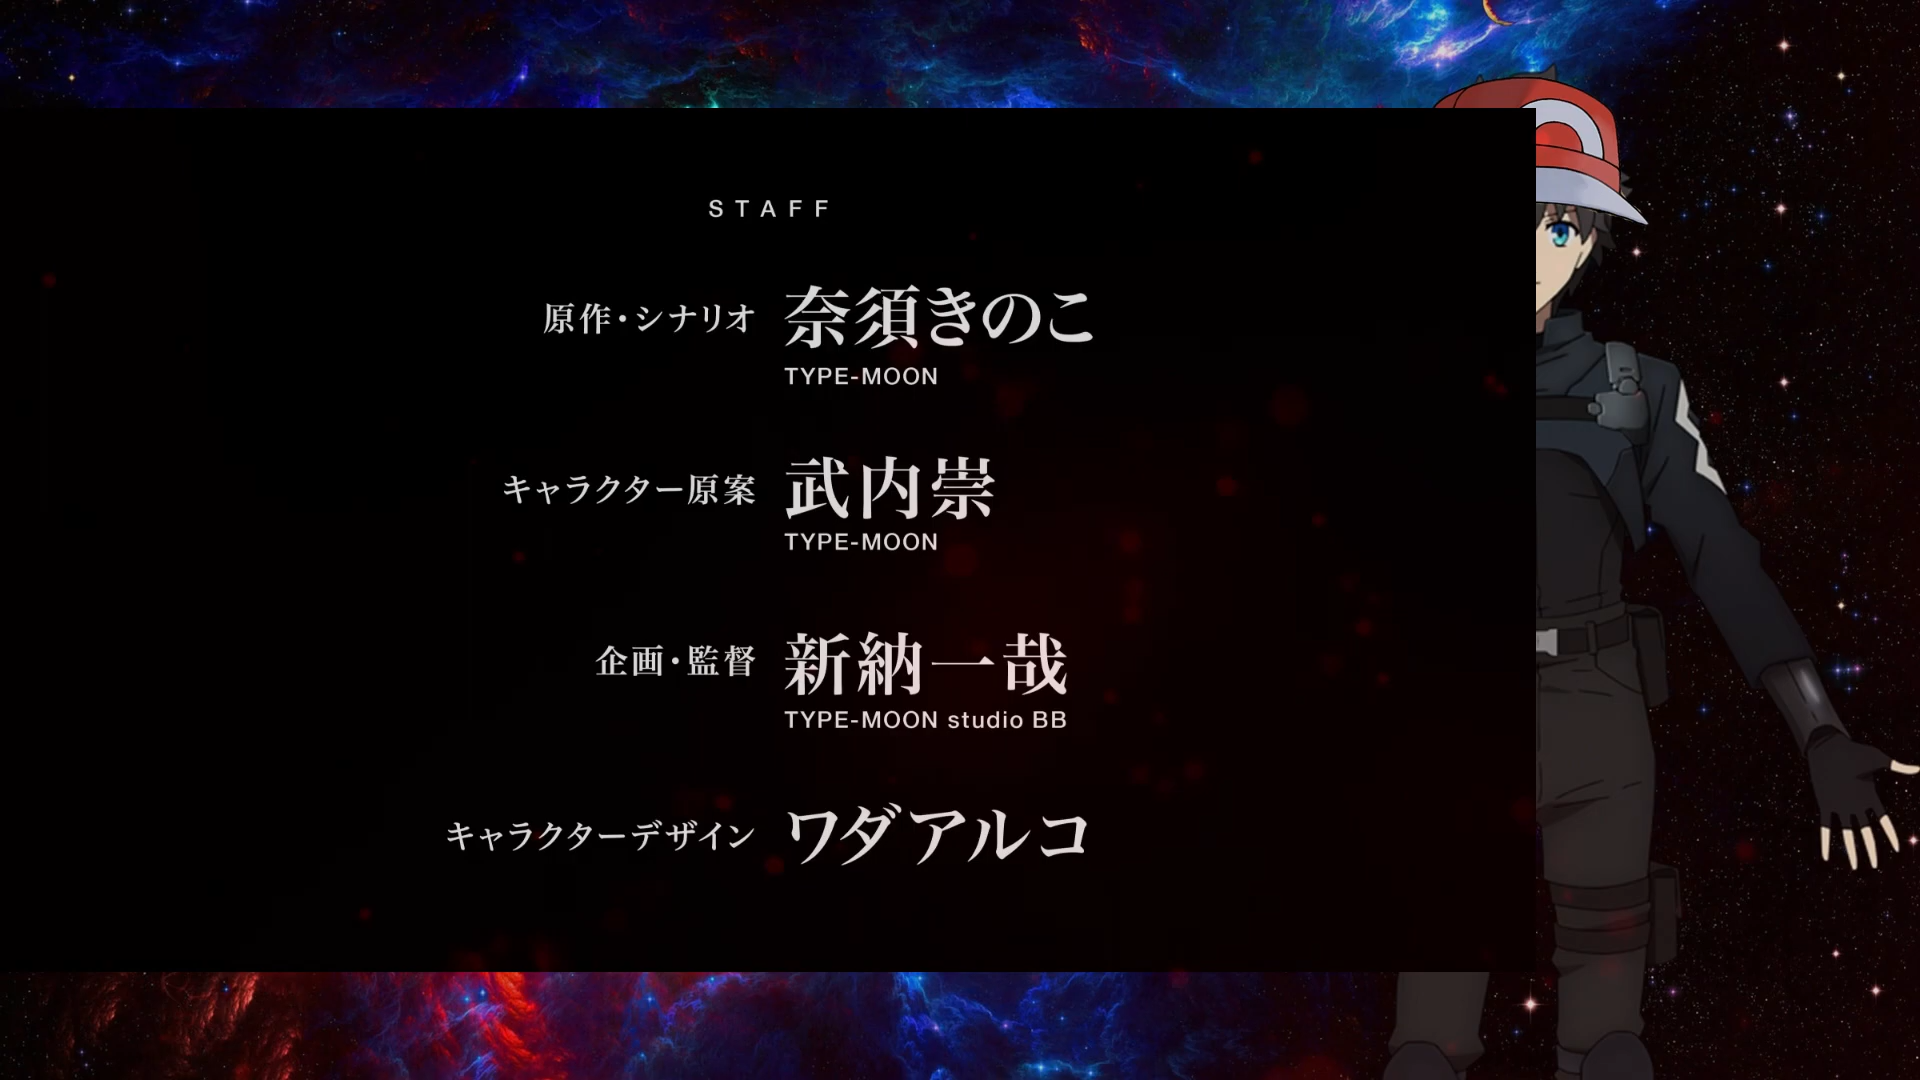 STAFF
原作・シナリオ 奈須きのこ
TYPE-MOON
キャラクター原案 武内崇
TYPE-MOON
企画・監督 新納一哉
TYPE-MOON studio BB
キャラクターデザイン ワダアルコ